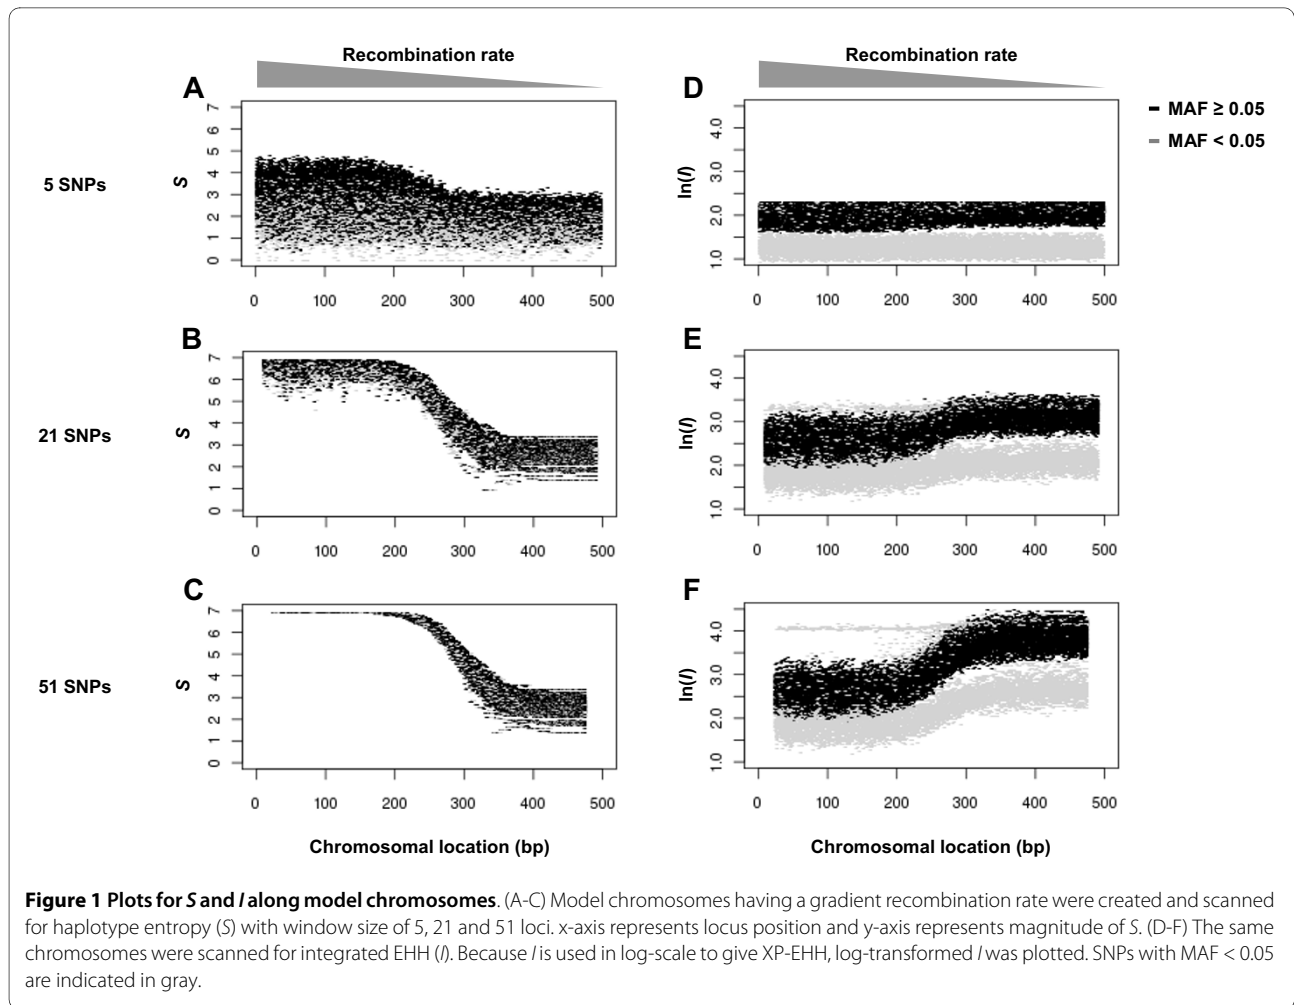 Recombination rate
Recombination rate
A
7
6
5
4
3
2
1
0
S
0 100 200 300 400 500
5 SNPs
D
4.0
3.0
2.0
1.0
ln(I)
0 100 200 300 400 500
MAF ≥ 0.05
MAF < 0.05
B
7
6
5
4
3
2
1
0
S
0 100 200 300 400 500
21 SNPs
E
4.0
3.0
2.0
1.0
ln(I)
0 100 200 300 400 500
C
7
6
5
4
3
2
1
0
S
0 100 200 300 400 500
51 SNPs
Chromosomal location (bp)
F
4.0
3.0
2.0
1.0
ln(I)
0 100 200 300 400 500
Chromosomal location (bp)
Figure 1 Plots for S and I along model chromosomes. (A-C) Model chromosomes having a gradient recombination rate were created and scanned
for haplotype entropy (S) with window size of 5, 21 and 51 loci. x-axis represents locus position and y-axis represents magnitude of S. (D-F) The same
chromosomes were scanned for integrated EHH (I). Because I is used in log-scale to give XP-EHH, log-transformed I was plotted. SNPs with MAF < 0.05
are indicated in gray.